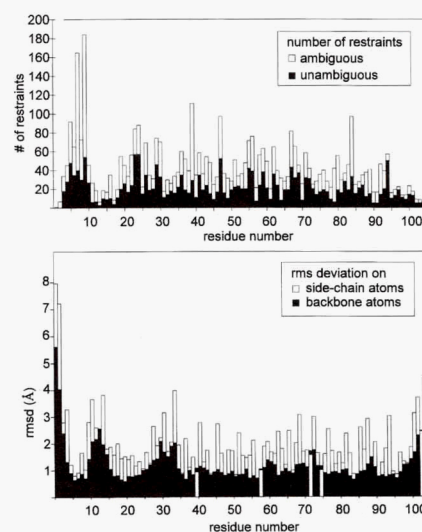 200
180
160
140
120
100
80
60
40
20
# of restraints
number of restraints
ambiguous
unambiguous
10 20 30 40 50 60 70 80 90 100
residue number
8
7
6
5
4
3
2
1
rmsd (Å)
rms deviation on
side-chain atoms
backbone atoms
10 20 30 40 50 60 70 80 90 100
residue number